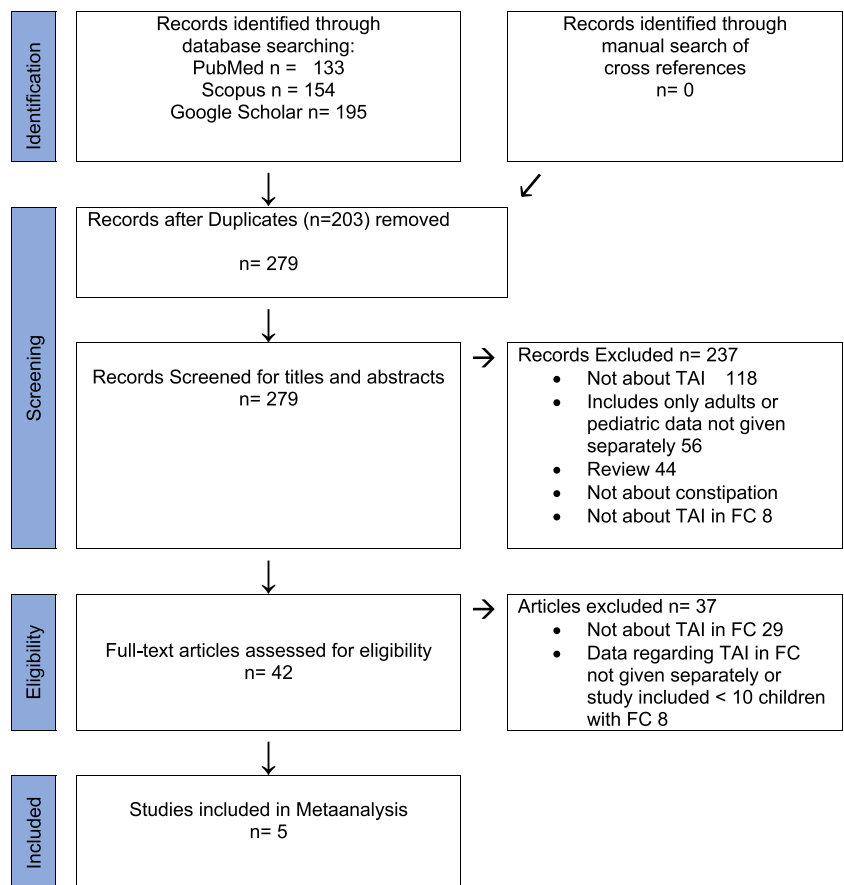 Identification
Records identified through
database searching:
PubMed n = 133
Scopus n = 154
Google Scholar n= 195
Records identified through
manual search of
cross references
n= 0
Screening
Records after Duplicates (n=203) removed
n= 279
Records Screened for titles and abstracts
n= 279
Records Excluded n= 237
• Not about TAI 118
• Includes only adults or
pediatric data not given
separately 56
• Review 44
• Not about constipation
• Not about TAI in FC 8
Eligibility
Full-text articles assessed for eligibility
n= 42
Articles excluded n= 37
• Not about TAI in FC 29
• Data regarding TAI in FC
not given separately or
study included < 10 children
with FC 8
Included
Studies included in Metaanalysis
n= 5